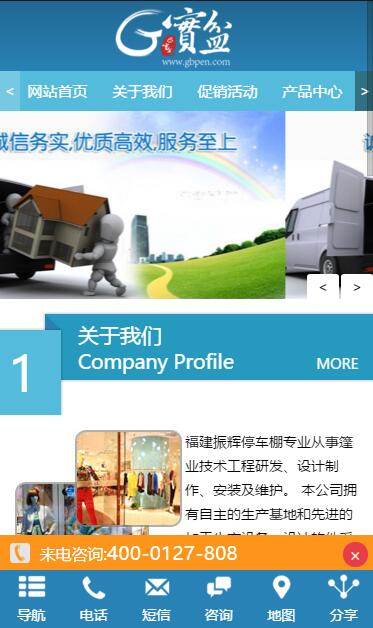 G寶盆
www.gbpen.com
< 网站首页 关于我们 促销活动 产品中心 >
诚信务实,优质高效,服务至上
诚
< >
1
关于我们
Company Profile
MORE
福建振辉停车棚专业从事篷
业技术工程研发、设计制
作、安装及维护。 本公司拥
有自主的生产基地和先进的
来电咨询:400-0127-808
×
导航 电话 短信 咨询 地图 分享